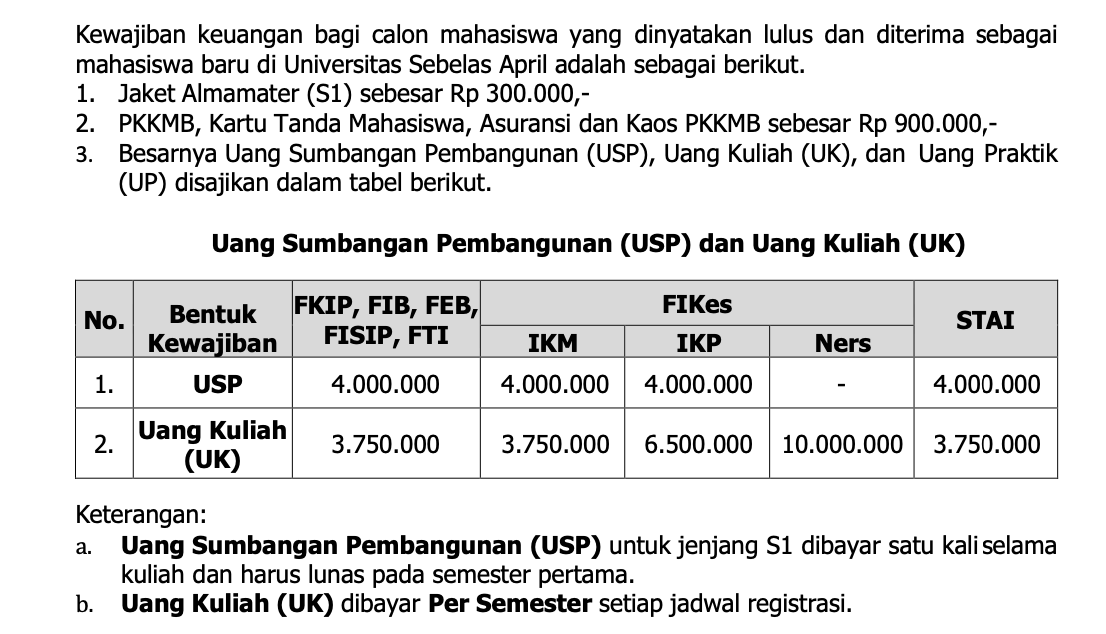 Kewajiban keuangan bagi calon mahasiswa yang dinyatakan lulus dan diterima sebagai
mahasiswa baru di Universitas Sebelas April adalah sebagai berikut.
1. Jaket Almamater (S1) sebesar Rp 300.000,-
2. PKKMB, Kartu Tanda Mahasiswa, Asuransi dan Kaos PKKMB sebesar Rp 900.000,-
3. Besarnya Uang Sumbangan Pembangunan (USP), Uang Kuliah (UK), dan Uang Praktik
(UP) disajikan dalam tabel berikut.
Uang Sumbangan Pembangunan (USP) dan Uang Kuliah (UK)
No. Bentuk Kewajiban FKIP, FIB, FEB, FISIP, FTI FIKes STAI
IKM IKP Ners
1. USP 4.000.000 4.000.000 4.000.000 - 4.000.000
2. Uang Kuliah (UK) 3.750.000 3.750.000 6.500.000 10.000.000 3.750.000
Keterangan:
a. Uang Sumbangan Pembangunan (USP) untuk jenjang S1 dibayar satu kali selama
kuliah dan harus lunas pada semester pertama.
b. Uang Kuliah (UK) dibayar Per Semester setiap jadwal registrasi.